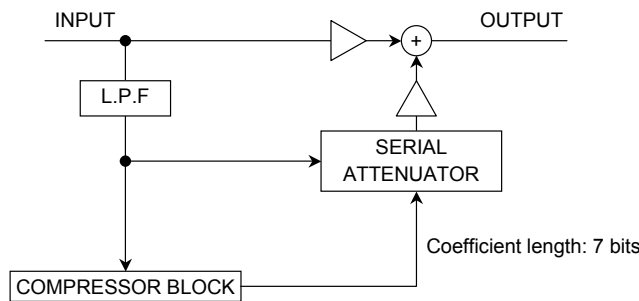 INPUT
OUTPUT
+
L.P.F
SERIAL
ATTENUATOR
Coefficient length: 7 bits
COMPRESSOR BLOCK